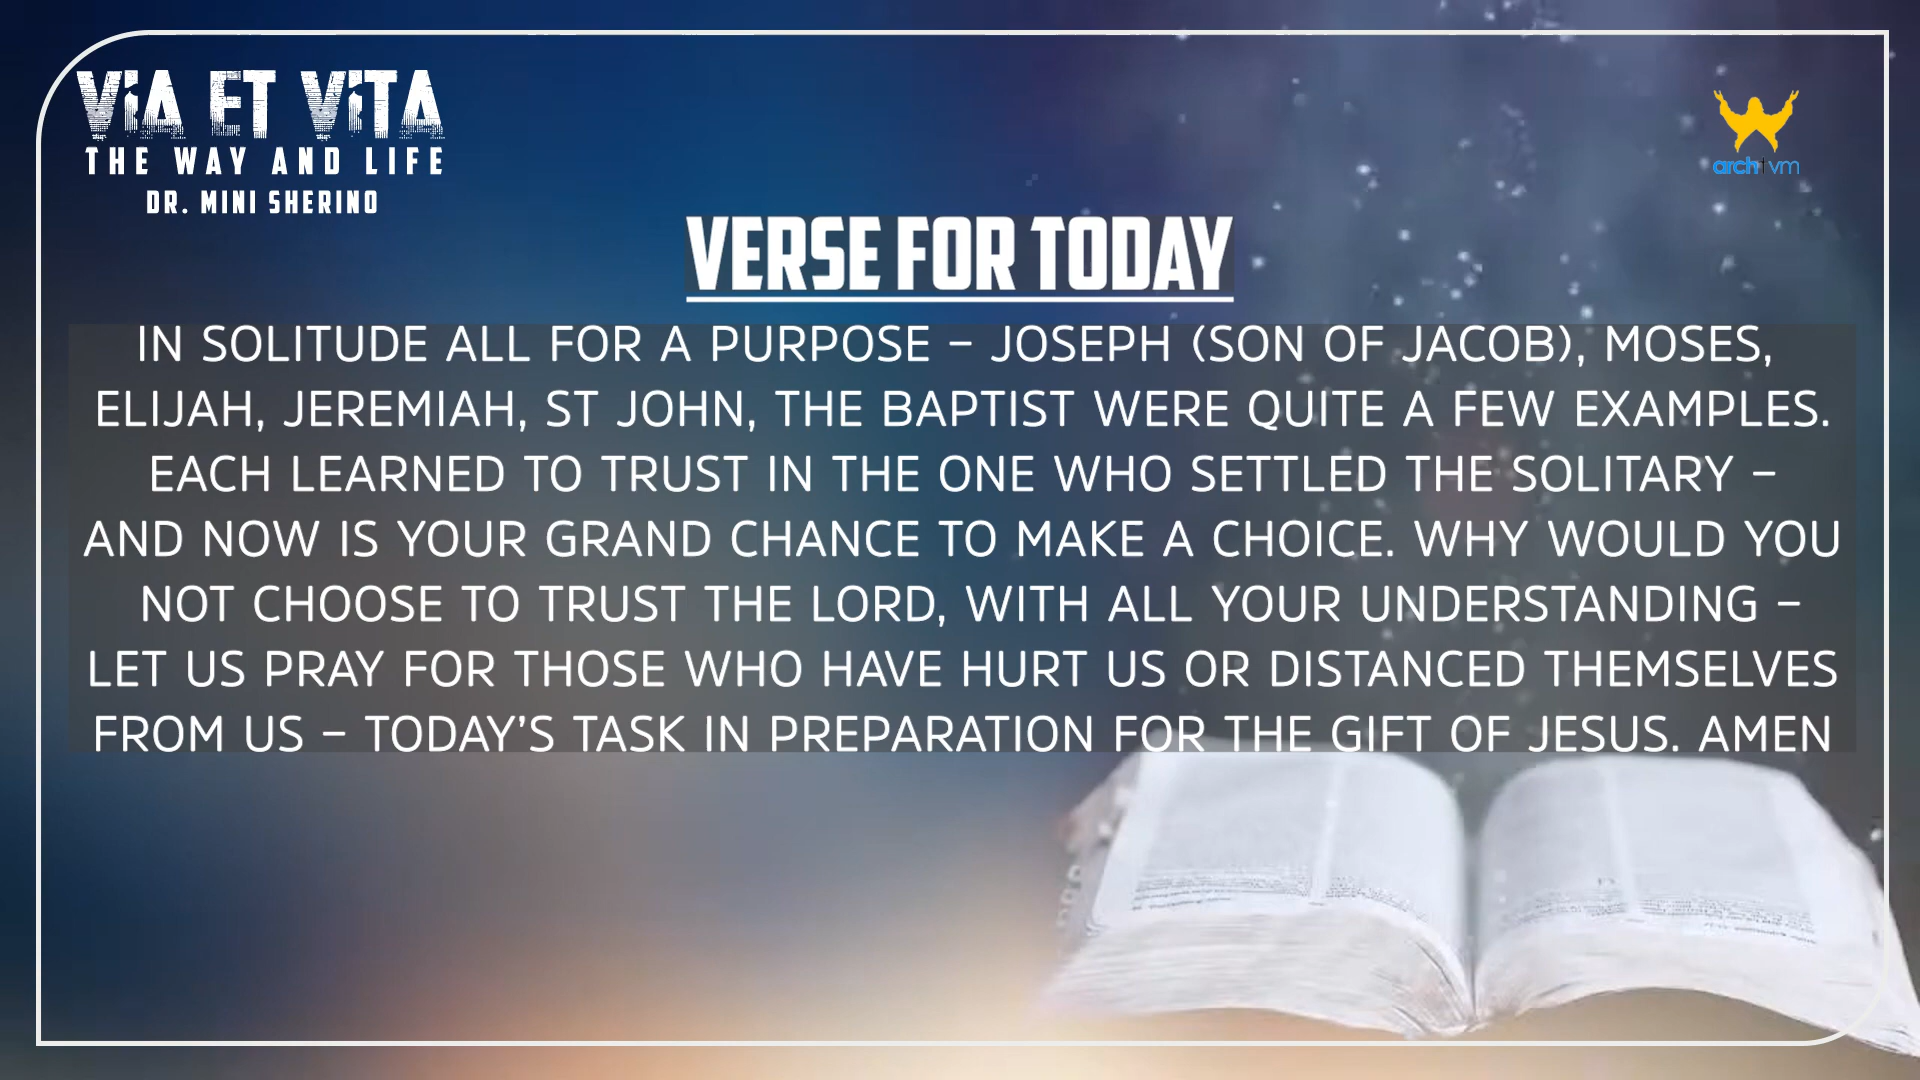 VIA ET VITA
THE WAY AND LIFE
DR. MINI SHERINO
archtvm
VERSE FOR TODAY
IN SOLITUDE ALL FOR A PURPOSE – JOSEPH (SON OF JACOB), MOSES,
ELIJAH, JEREMIAH, ST JOHN, THE BAPTIST WERE QUITE A FEW EXAMPLES.
EACH LEARNED TO TRUST IN THE ONE WHO SETTLED THE SOLITARY –
AND NOW IS YOUR GRAND CHANCE TO MAKE A CHOICE. WHY WOULD YOU
NOT CHOOSE TO TRUST THE LORD, WITH ALL YOUR UNDERSTANDING –
LET US PRAY FOR THOSE WHO HAVE HURT US OR DISTANCED THEMSELVES
FROM US – TODAY’S TASK IN PREPARATION FOR THE GIFT OF JESUS. AMEN